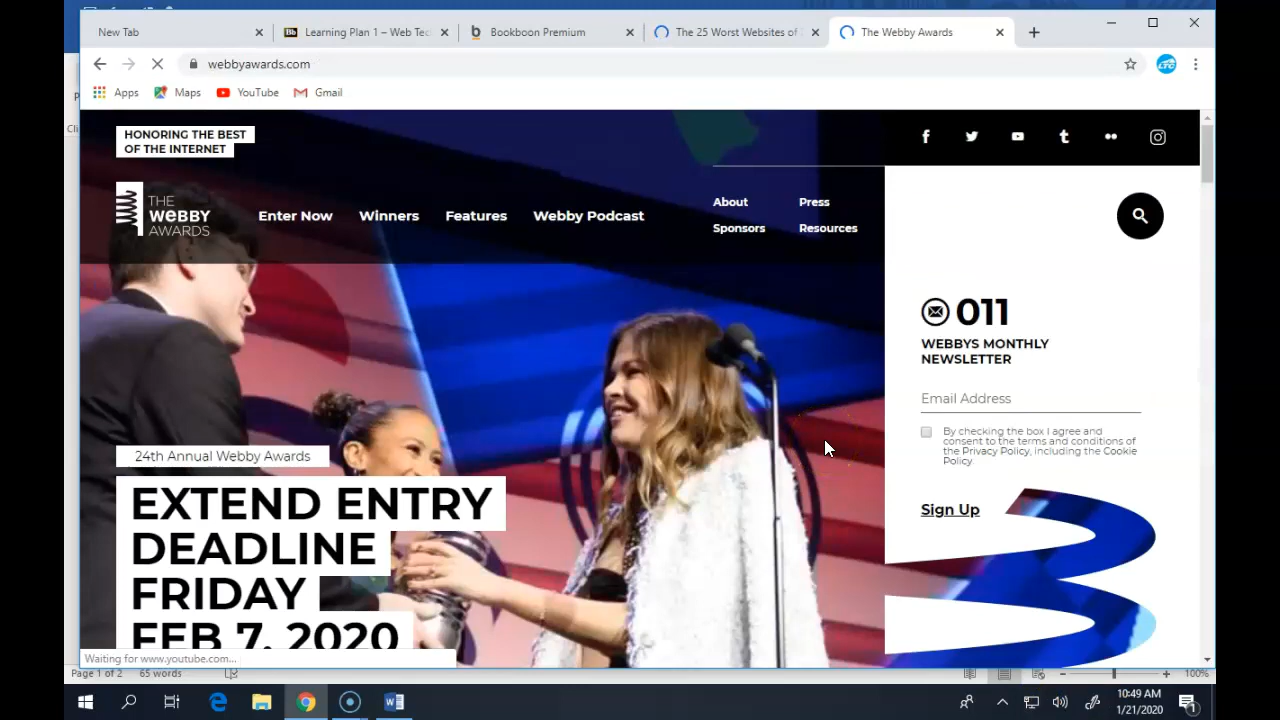 New Tab
Bb Learning Plan 1 – Web Tec
b Bookboon Premium
The 25 Worst Websites of
The Webby Awards
webbyawards.com
LTC
Apps
Maps
YouTube
Gmail
HONORING THE BEST
OF THE INTERNET
THE
WEBBY
AWARDS
Enter Now
Winners
Features
Webby Podcast
About
Press
Sponsors
Resources
011
WEBBYS MONTHLY
NEWSLETTER
Email Address
By checking the box I agree and
consent to the terms and conditions of
the Privacy Policy, including the Cookie
Policy
Sign Up
24th Annual Webby Awards
EXTEND ENTRY
DEADLINE
FRIDAY
FEB 7, 2020
Waiting for www.youtube.com...
Page 1 of 2
65 words
100%
10:49 AM
1/21/2020
1